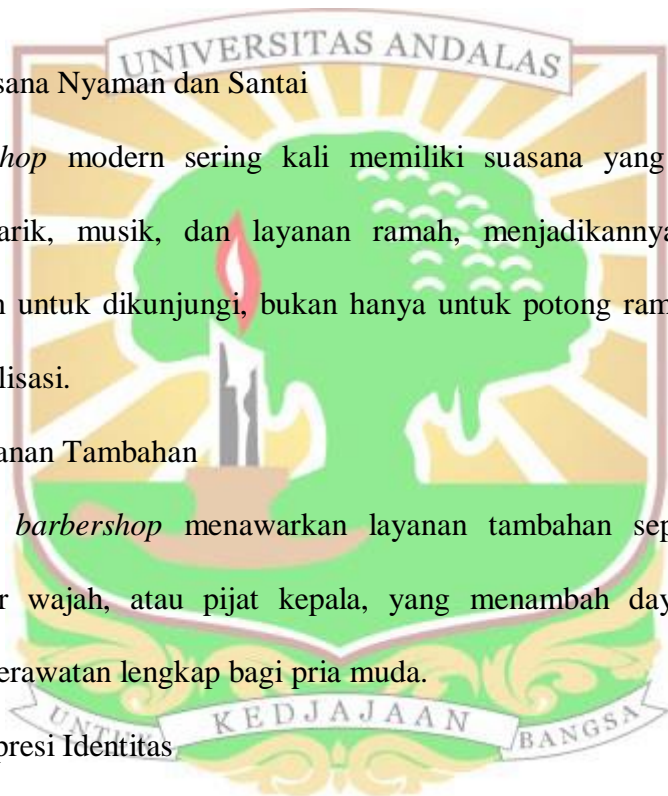 UNIVERSITAS ANDALAS
sana Nyaman dan Santai
hop modern sering kali memiliki suasana yang
arik, musik, dan layanan ramah, menjadikannya
untuk dikunjungi, bukan hanya untuk potong ram
lisasi.
anan Tambahan
barbershop menawarkan layanan tambahan sep
r wajah, atau pijat kepala, yang menambah day
erawatan lengkap bagi pria muda.
presi Identitas
UNTUK KEDJAJAAN BANGSA